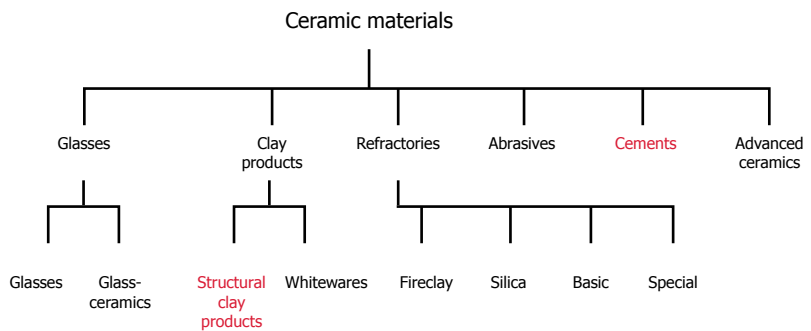 Ceramic materials
Glasses
Clay
products
Refractories
Abrasives
Cements
Advanced
ceramics
Glasses
Glass-
ceramics
Structural
clay
products
Whitewares
Fireclay
Silica
Basic
Special